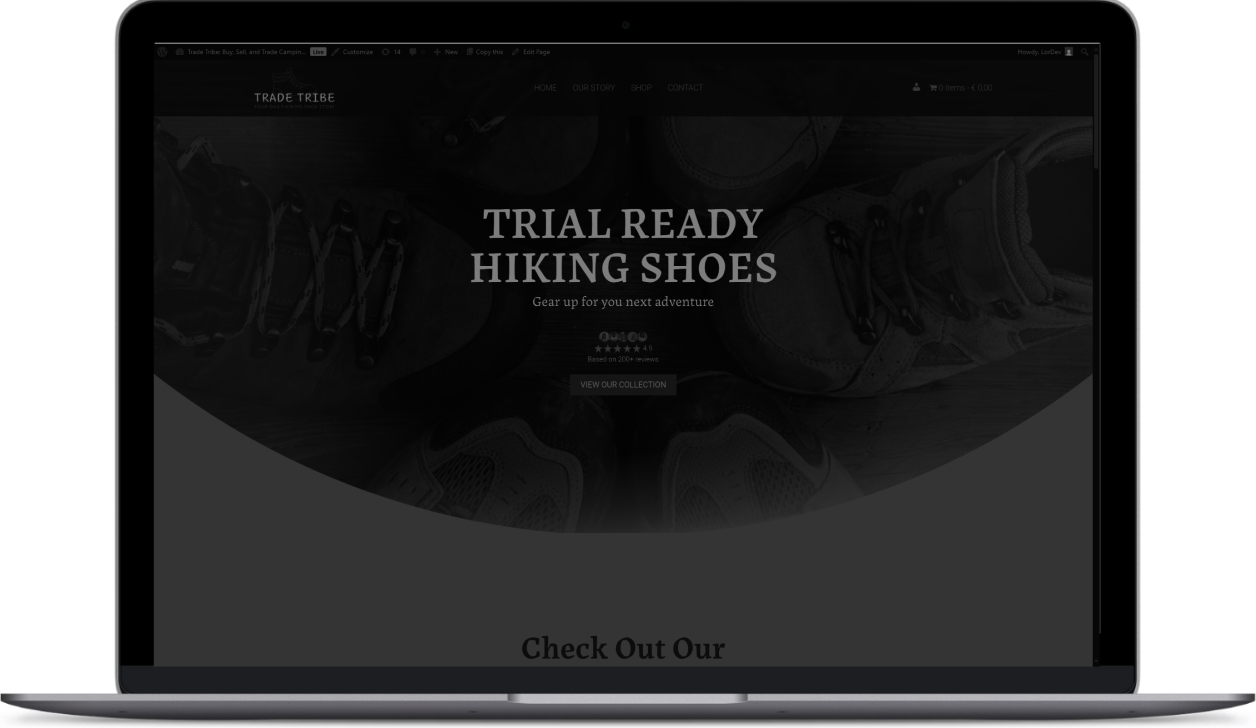 Trade Tribe: Buy, Sell, and Trade Campin... Live Customize 14 New Copy this Edit Page Howdy, LorDev
TRADE TRIBE
HOME OUR STORY SHOP CONTACT 0 items - € 0,00
TRIAL READY
HIKING SHOES
Gear up for you next adventure
4.9
Based on 200+ reviews
VIEW OUR COLLECTION
Check Out Our